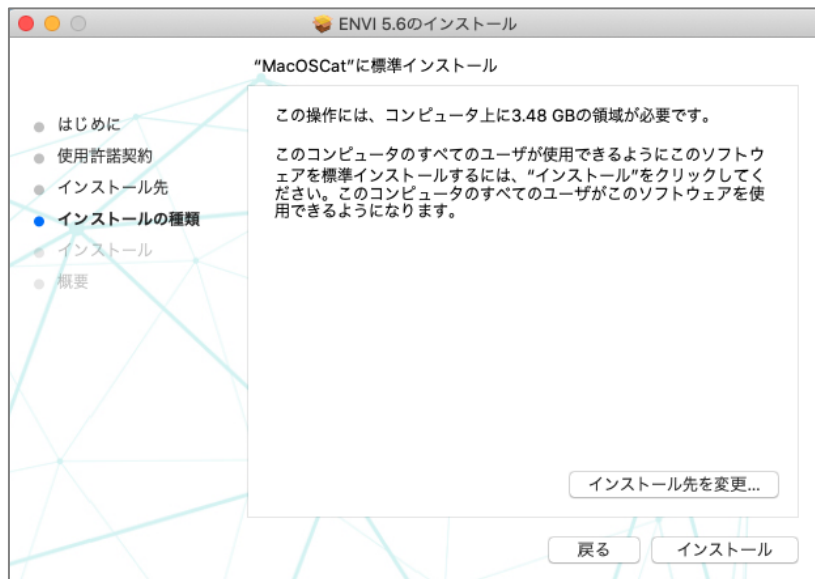 ENVI 5.6のインストール
“MacOSCat”に標準インストール
はじめに
使用許諾契約
インストール先
インストールの種類
インストール
概要
この操作には、コンピュータ上に3.48 GBの領域が必要です。
このコンピュータのすべてのユーザが使用できるようにこのソフトウ
ェアを標準インストールするには、“インストール”をクリックしてく
ださい。このコンピュータのすべてのユーザがこのソフトウェアを使
用できるようになります。
インストール先を変更...
戻る
インストール